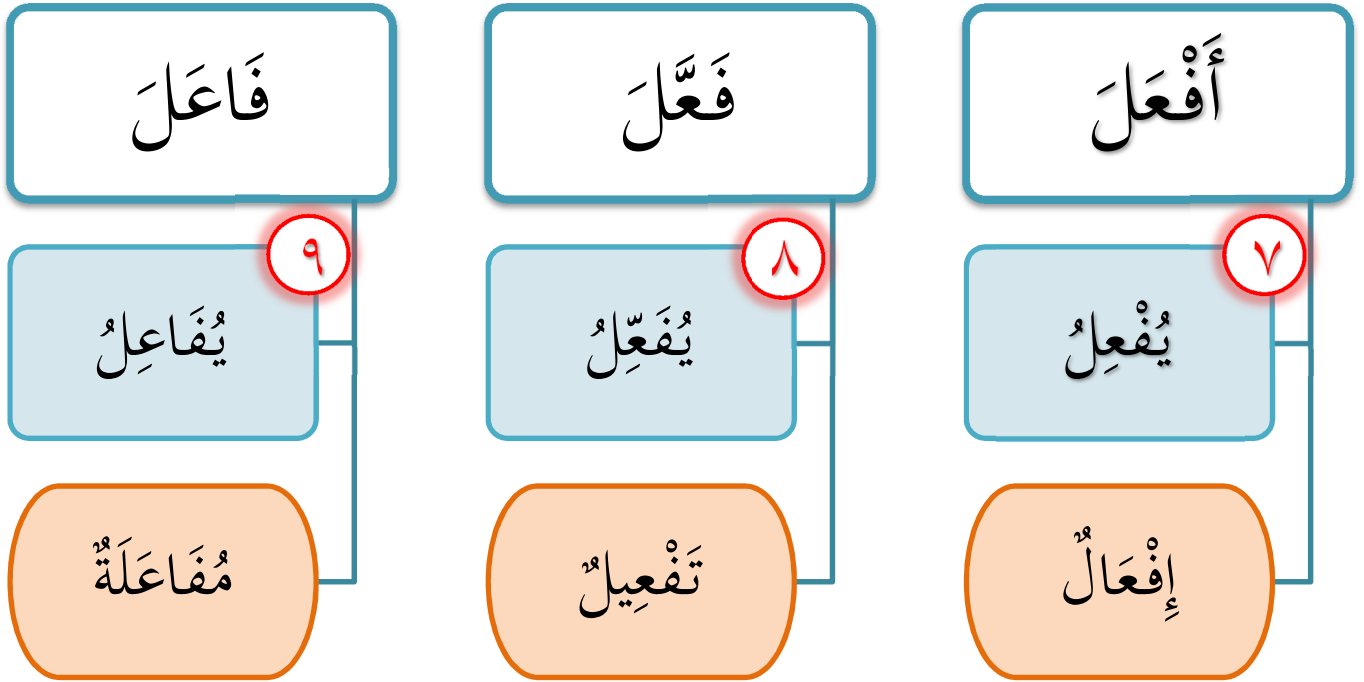 أَفْعَلَ
٧
يُفْعِلُ
إِفْعَالٌ
فَعَّلَ
٨
يُفَعِّلُ
تَفْعِيلٌ
فَاعَلَ
٩
يُفَاعِلُ
مُفَاعَلَةٌ